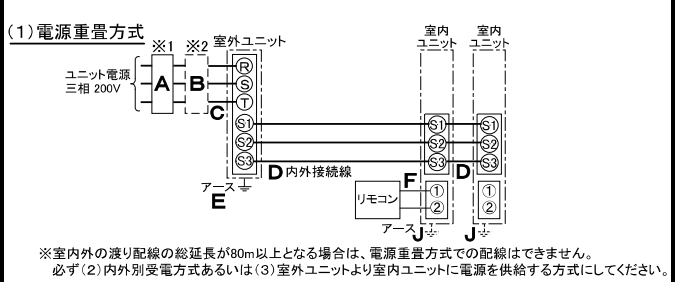 (1)電源重畳方式
※1 ※2 室外ユニット 室内ユニット 室内ユニット
ユニット電源
三相 200V
A B C
R
S
T
S1 S1 S1
S2 S2 S2
S3 S3 S3
D 内外接続線 D
アース
E
リモコン F ① ①
② ②
アース J J
※室内外の渡り配線の総延長が80m以上となる場合は、電源重畳方式での配線はできません。
必ず(2)内外別受電方式あるいは(3)室外ユニットより室内ユニットに電源を供給する方式にしてください。